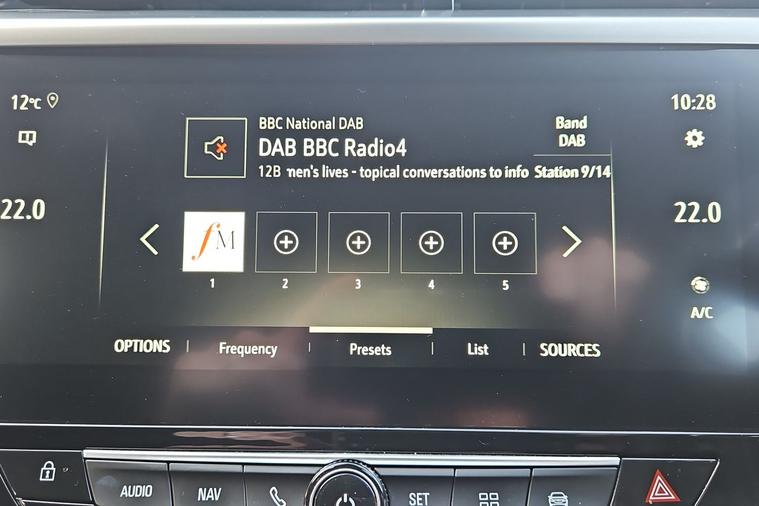 12°C
10:28
BBC National DAB
DAB BBC Radio4
12B men's lives - topical conversations to info
Band
DAB
Station 9/14
22.0
22.0
fM
1
2
3
4
5
A/C
OPTIONS
Frequency
Presets
List
SOURCES
AUDIO
NAV
SET